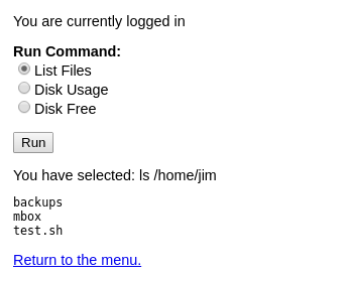 You are currently logged in
Run Command:
List Files
Disk Usage
Disk Free
Run
You have selected: ls /home/jim
backups
mbox
test.sh
Return to the menu.